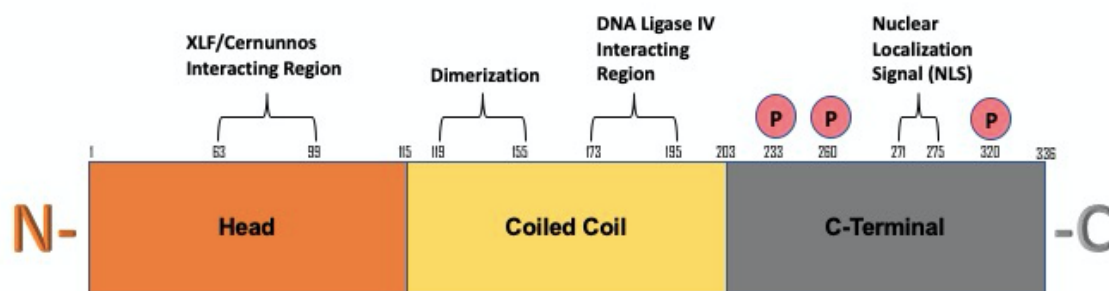 XLF/Cernunnos
Interacting Region
Dimerization
DNA Ligase IV
Interacting
Region
Nuclear
Localization
Signal (NLS)
P P P
1 63 99 115 119 155 173 195 203 233 260 271 275 320 336
N- Head Coiled Coil C-Terminal -C